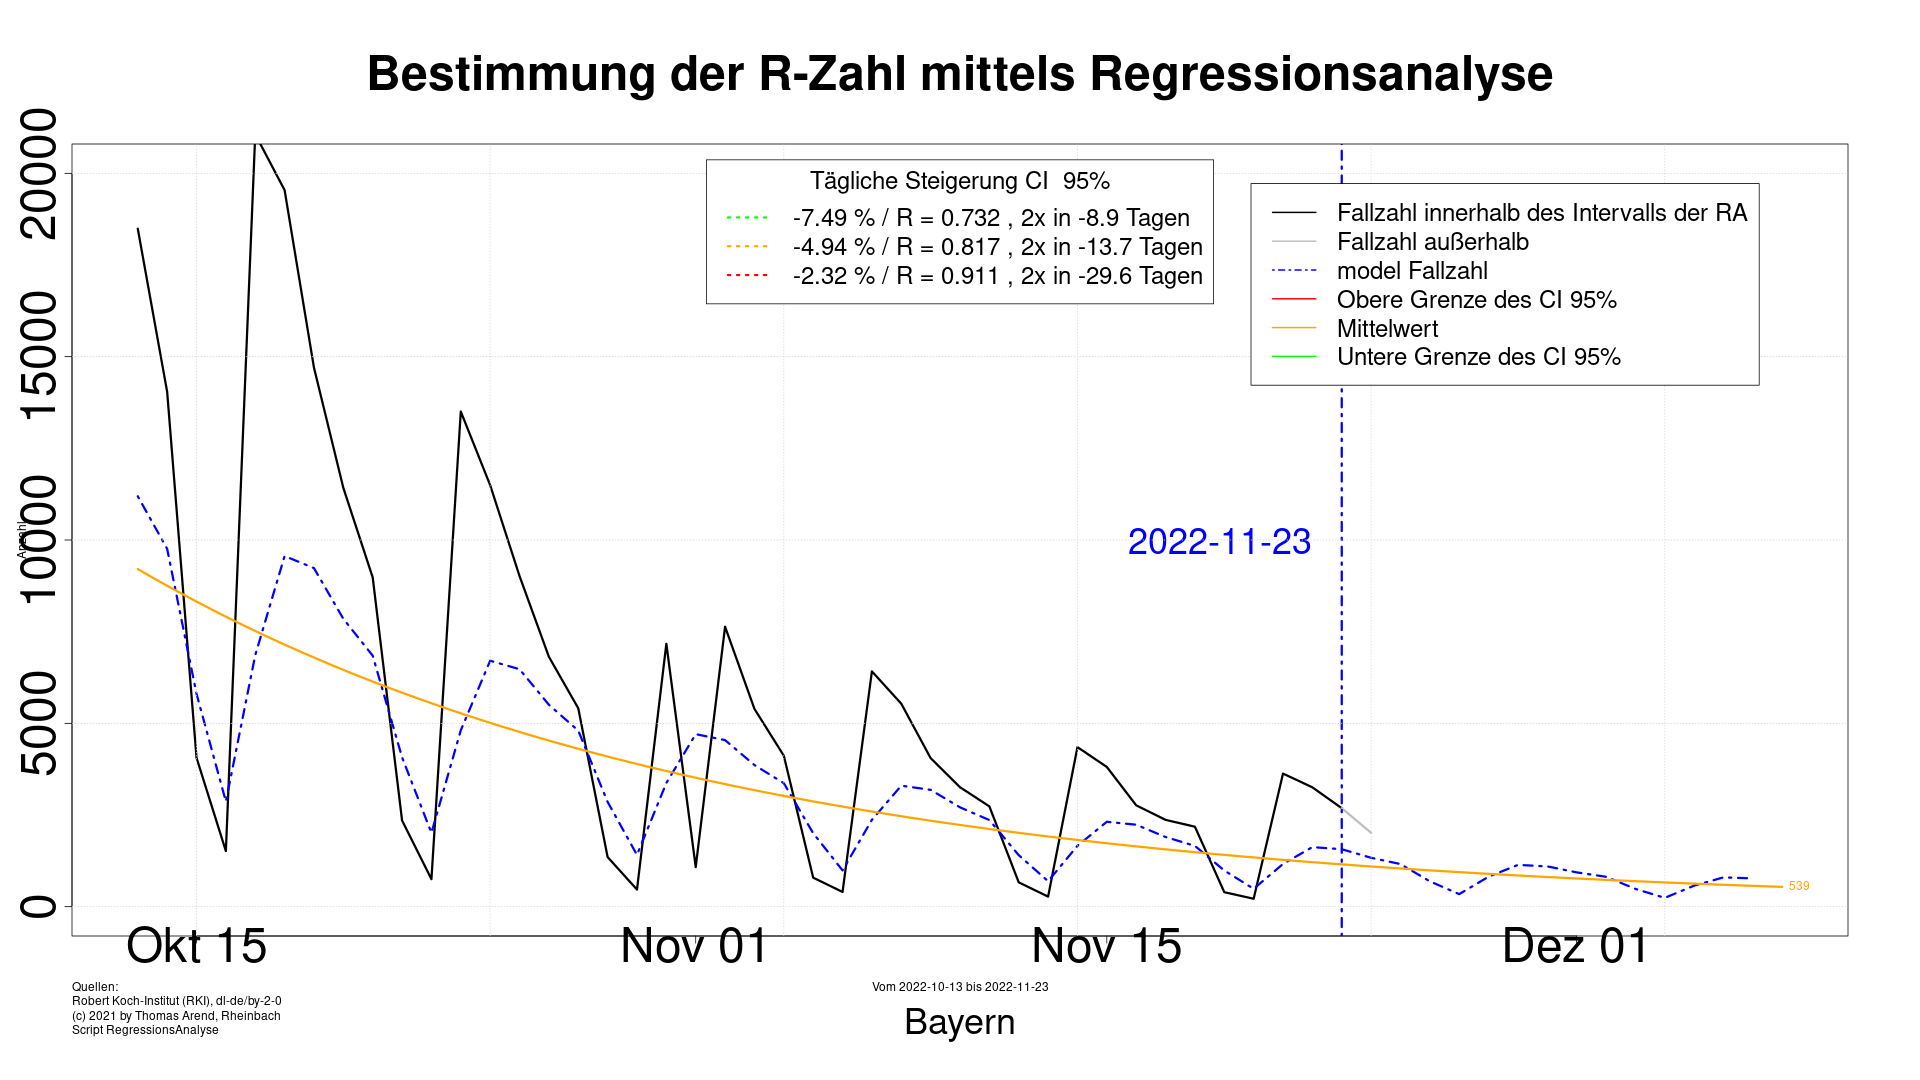 Bestimmung der R-Zahl mittels Regressionsanalyse
20000
15000
10000
5000
0
Anzahl
Tägliche Steigerung CI  95%
-7.49 % / R = 0.732 , 2x in -8.9 Tagen
-4.94 % / R = 0.817 , 2x in -13.7 Tagen
-2.32 % / R = 0.911 , 2x in -29.6 Tagen
Fallzahl innerhalb des Intervalls der RA
Fallzahl außerhalb
model Fallzahl
Obere Grenze des CI 95%
Mittelwert
Untere Grenze des CI 95%
2022-11-23
539
Okt 15
Nov 01
Nov 15
Dez 01
Quellen:
Robert Koch-Institut (RKI), dl-de/by-2-0
(c) 2021 by Thomas Arend, Rheinbach
Script RegressionsAnalyse
Vom 2022-10-13 bis 2022-11-23
Bayern